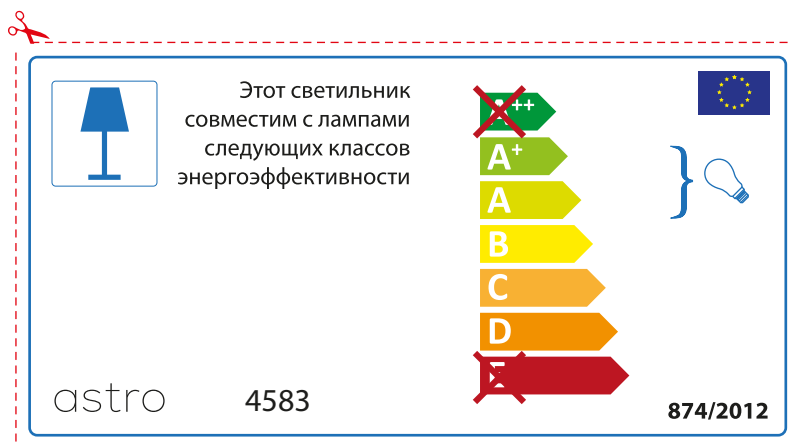 Этот светильник
совместим с лампами
следующих классов
энергоэффективности
A++
A+
A
B
C
D
E
astro
4583
874/2012